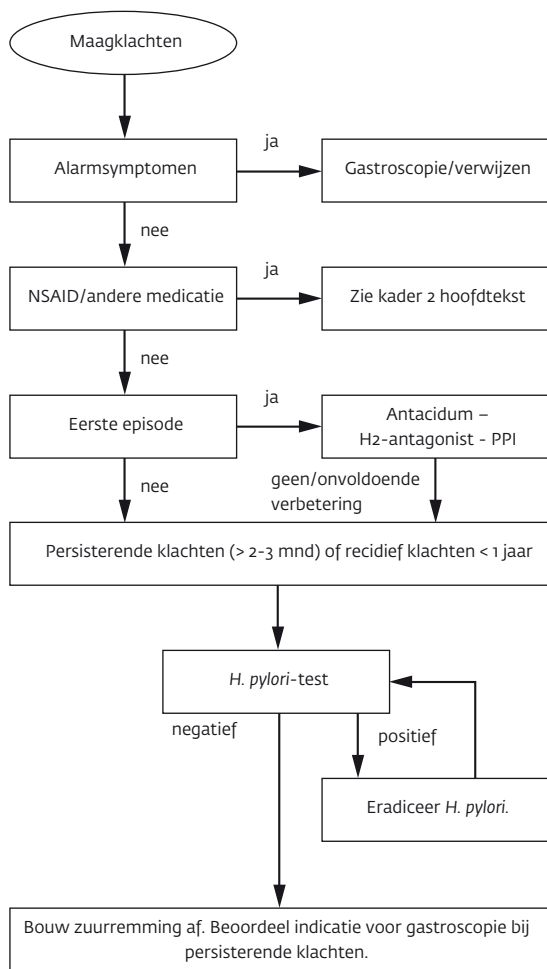 Maagklachten
Alarmsymptomen
ja
Gastroscopie/verwijzen
nee
NSAID/andere medicatie
ja
Zie kader 2 hoofdtekst
nee
Eerste episode
ja
Antacidum –
H2-antagonist - PPI
nee
geen/onvoldoende
verbetering
Persisterende klachten (> 2-3 mnd) of recidief klachten < 1 jaar
H. pylori-test
negatief
positief
Eradiceer H. pylori.
Bouw zuurremming af. Beoordeel indicatie voor gastroscopie bij
persisterende klachten.